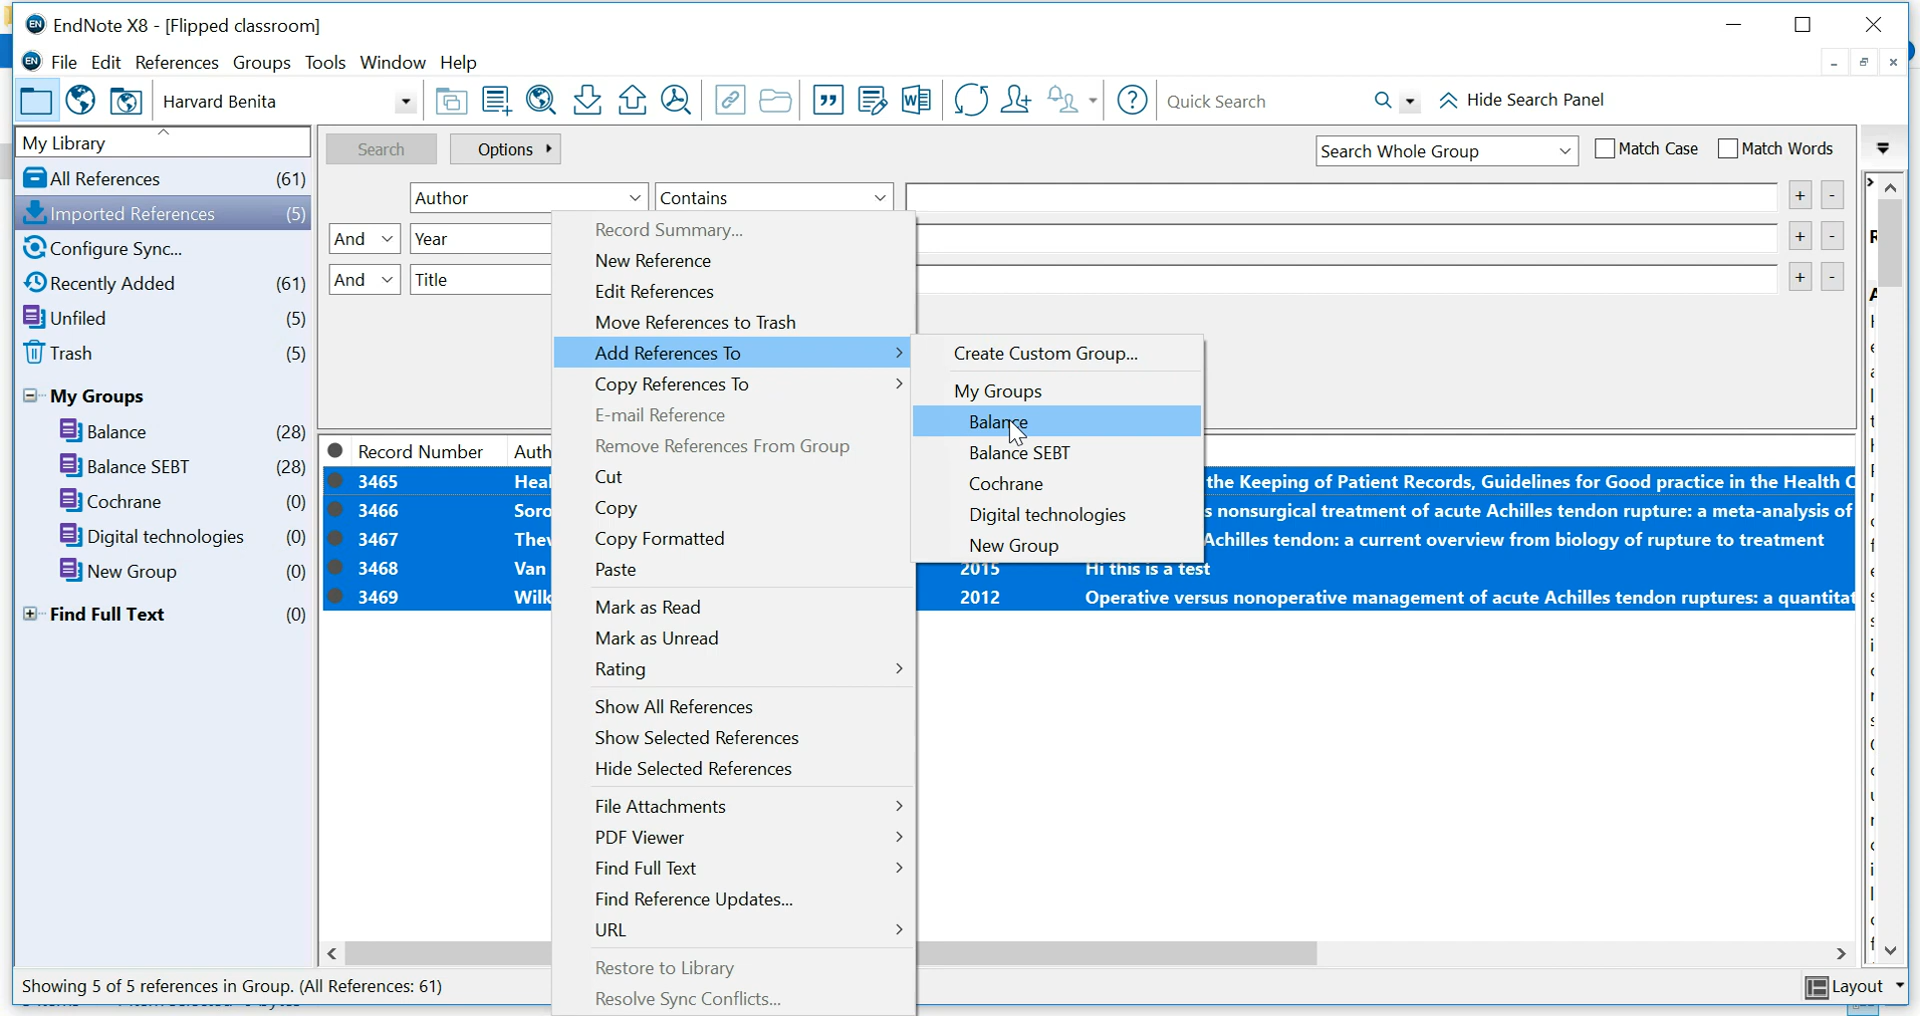 EndNote X8 - [Flipped classroom]
File Edit References Groups Tools Window Help
Harvard Benita
Quick Search
Hide Search Panel
My Library
All References (61)
Imported References (5)
Configure Sync...
Recently Added (61)
Unfiled (5)
Trash (5)
My Groups
Balance (28)
Balance SEBT (28)
Cochrane (0)
Digital technologies (0)
New Group (0)
Find Full Text (0)
Search Options Search Whole Group Match Case Match Words
Author Contains + -
And Year + -
And Title + -
Record Summary...
New Reference
Edit References
Move References to Trash
Add References To
Copy References To
E-mail Reference
Remove References From Group
Cut
Copy
Copy Formatted
Paste
Mark as Read
Mark as Unread
Rating
Show All References
Show Selected References
Hide Selected References
File Attachments
PDF Viewer
Find Full Text
Find Reference Updates...
URL
Restore to Library
Resolve Sync Conflicts...
Create Custom Group...
My Groups
Balance
Balance SEBT
Cochrane
Digital technologies
New Group
Record Number Auth
3465 Heal the Keeping of Patient Records, Guidelines for Good practice in the Health C
3466 Soro s nonsurgical treatment of acute Achilles tendon rupture: a meta-analysis of
3467 Thev Achilles tendon: a current overview from biology of rupture to treatment
3468 Van 2015 Hi this is a test
3469 Wilk 2012 Operative versus nonoperative management of acute Achilles tendon ruptures: a quantitat
Showing 5 of 5 references in Group. (All References: 61)
Layout